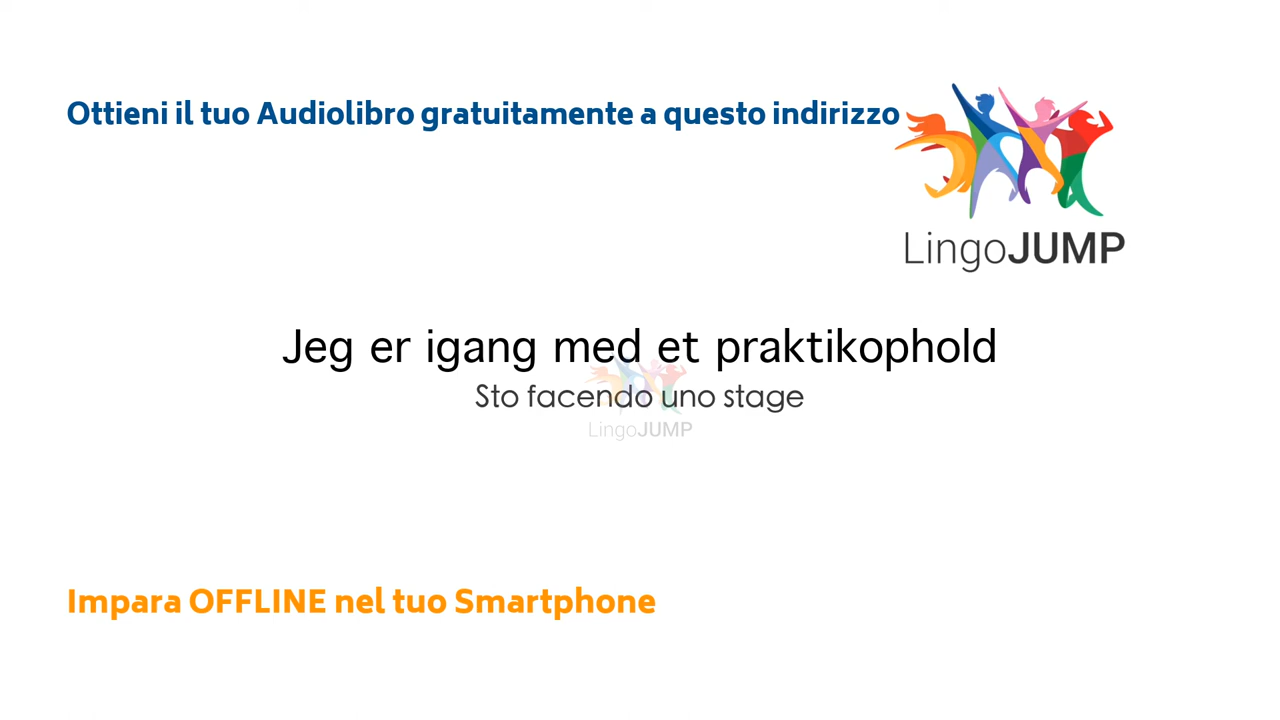 Ottieni il tuo Audiolibro gratuitamente a questo indirizzo
LingoJUMP
Jeg er igang med et praktikophold
Sto facendo uno stage
LingoJUMP
Impara OFFLINE nel tuo Smartphone